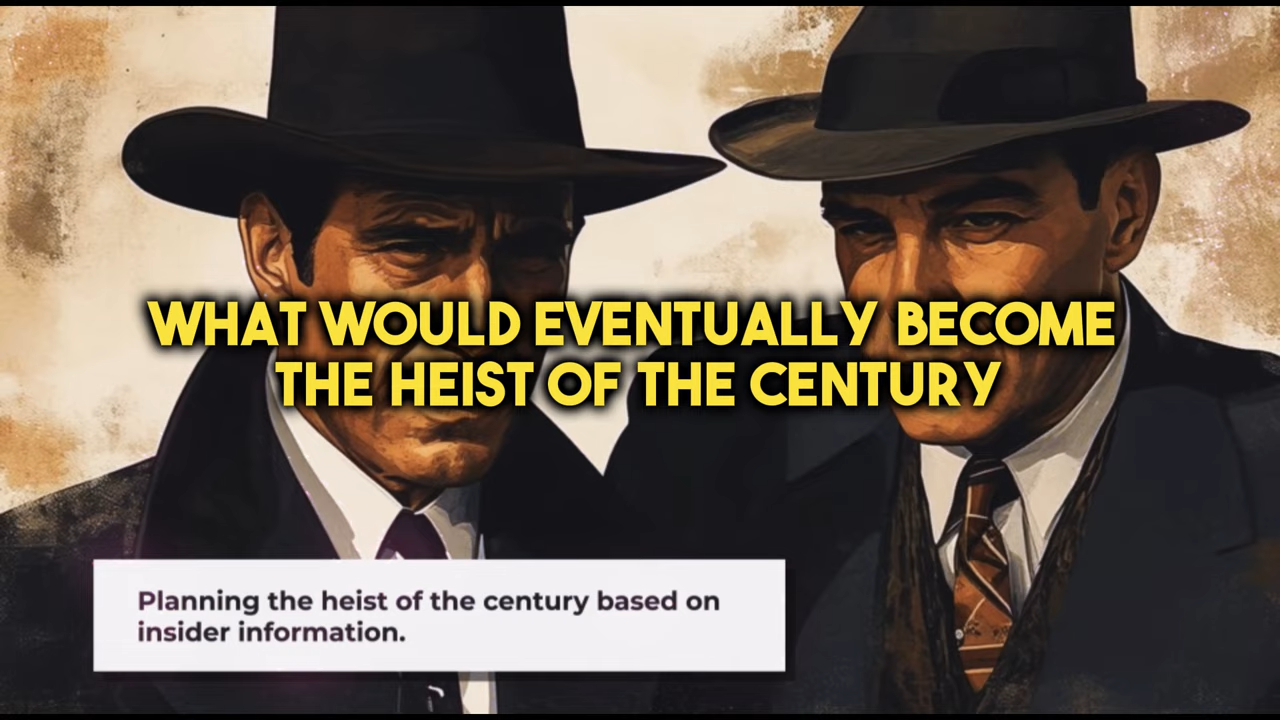 WHAT WOULD EVENTUALLY BECOME
THE HEIST OF THE CENTURY
Planning the heist of the century based on
insider information.